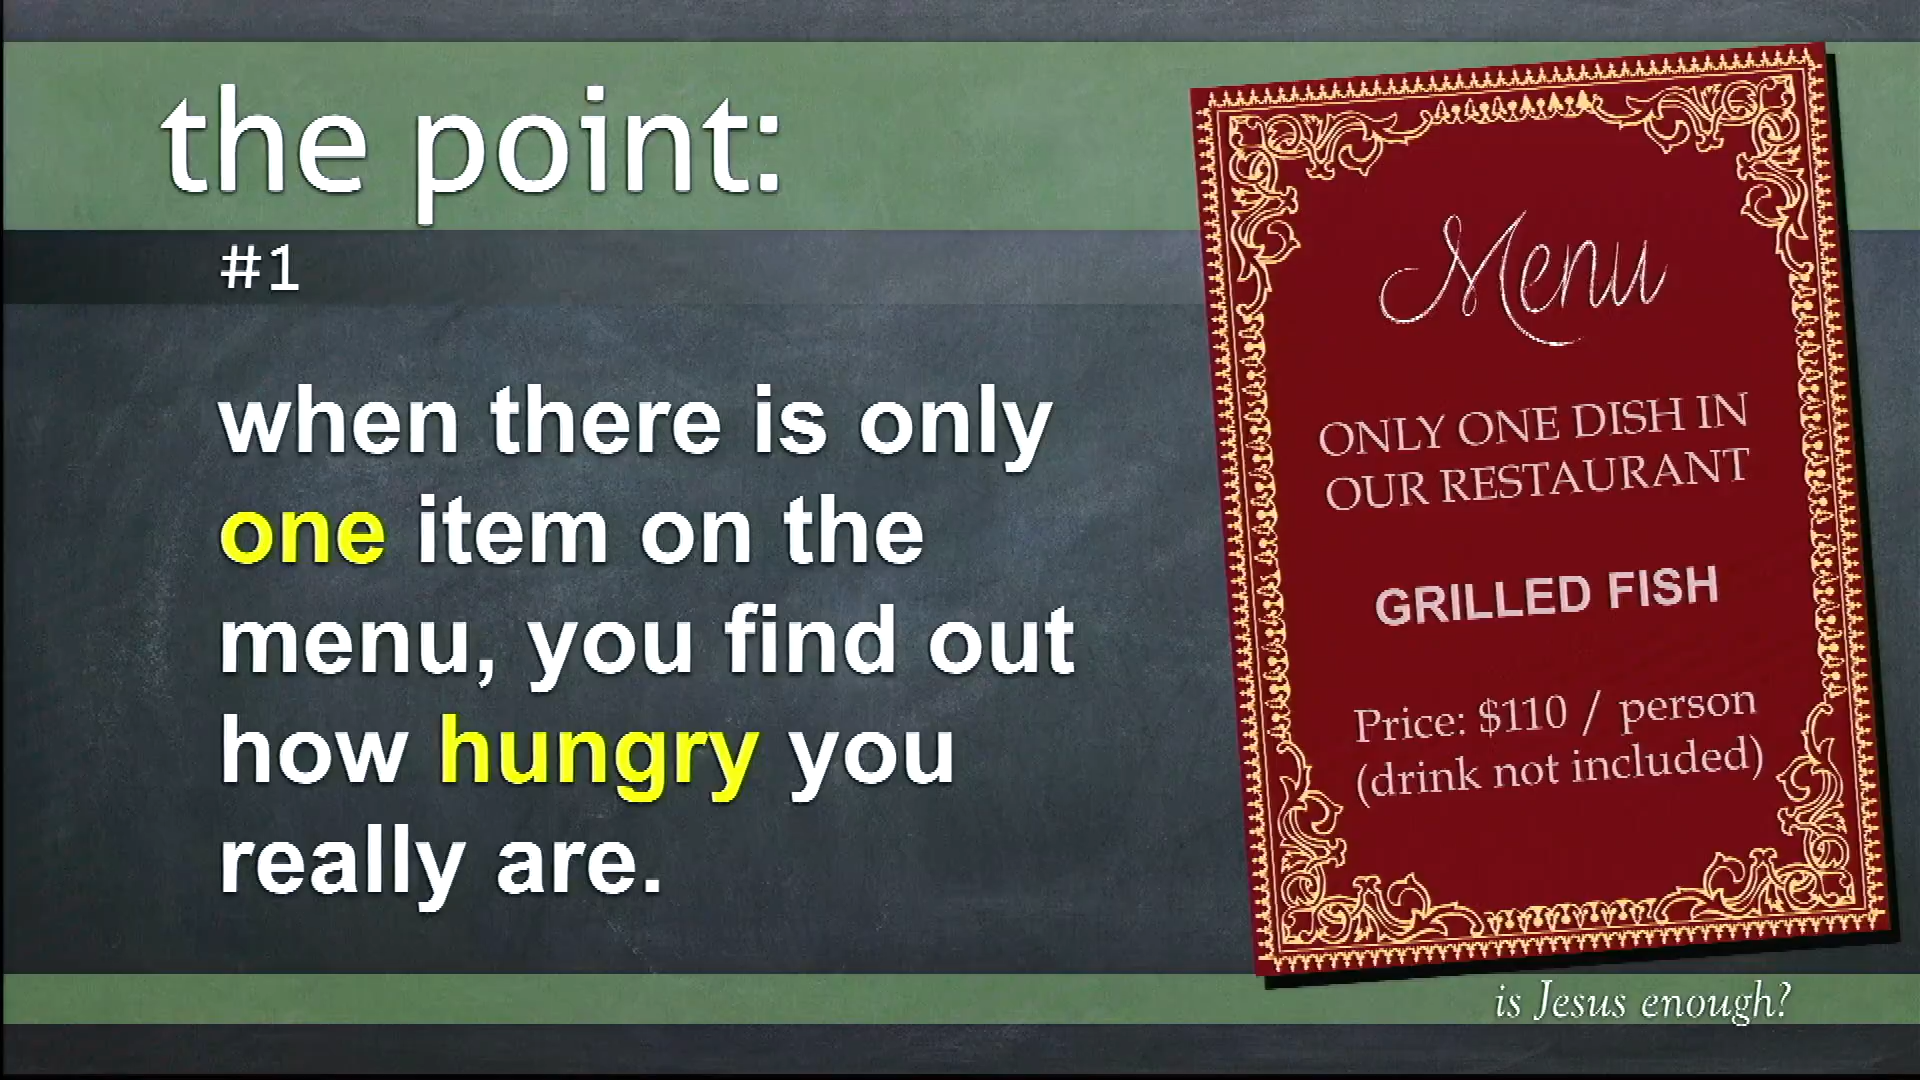 the point:
#1
when there is only
one item on the
menu, you find out
how hungry you
really are.
Menu
ONLY ONE DISH IN
OUR RESTAURANT
GRILLED FISH
Price: $110 / person
(drink not included)
is Jesus enough?